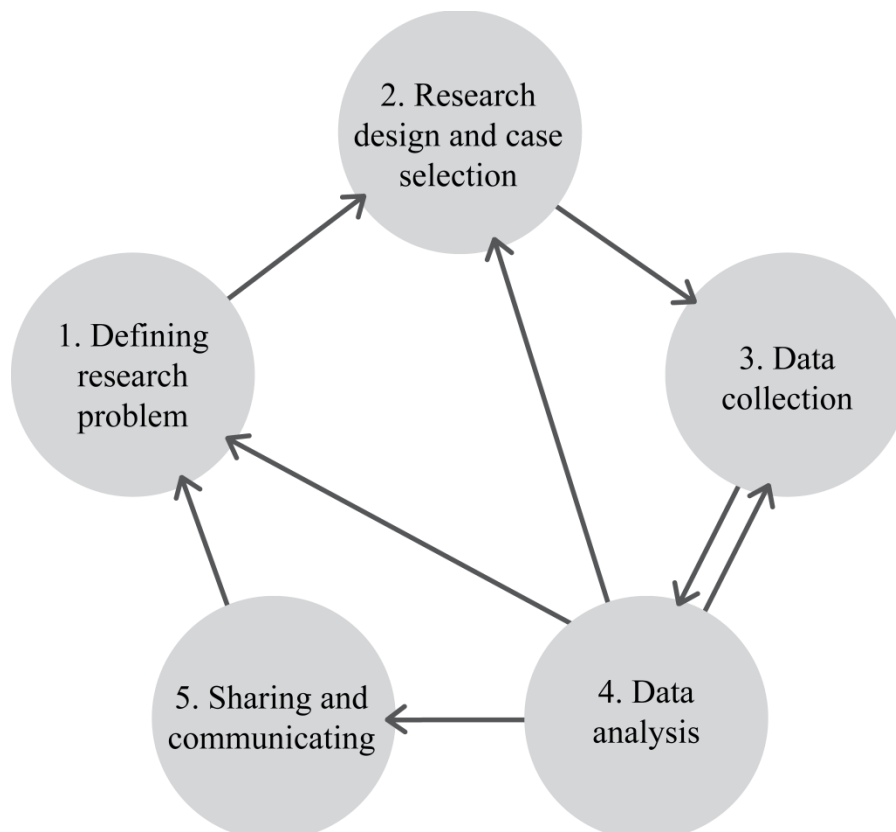 2. Research
design and case
selection
1. Defining
research
problem
3. Data
collection
5. Sharing and
communicating
4. Data
analysis